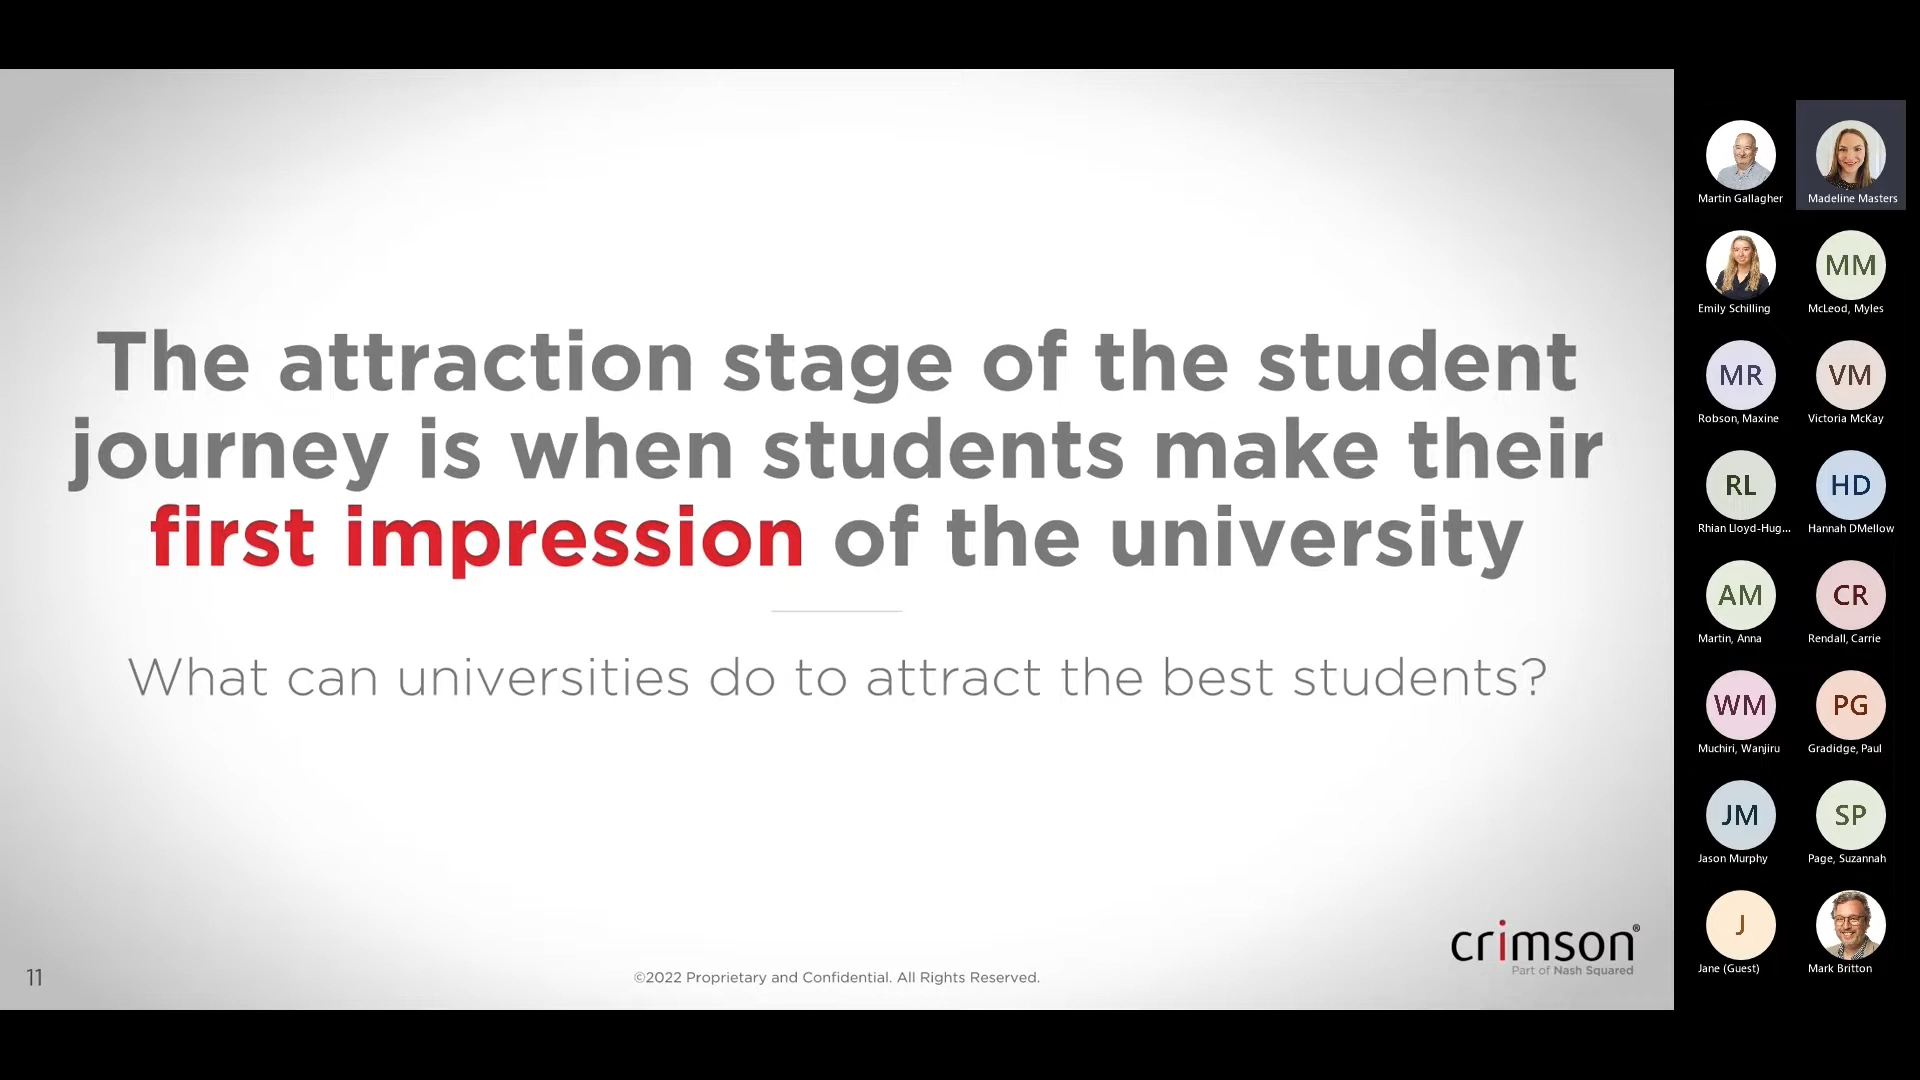 The attraction stage of the student
journey is when students make their
first impression of the university
What can universities do to attract the best students?
11
©2022 Proprietary and Confidential. All Rights Reserved.
crimson®
Part of Nash Squared
Martin Gallagher
Madeline Masters
Emily Schilling
MM
McLeod, Myles
MR
Robson, Maxine
VM
Victoria McKay
RL
Rhian Lloyd-Hug...
HD
Hannah DMellow
AM
Martin, Anna
CR
Rendall, Carrie
WM
Muchiri, Wanjiru
PG
Gradidge, Paul
JM
Jason Murphy
SP
Page, Suzannah
J
Jane (Guest)
Mark Britton